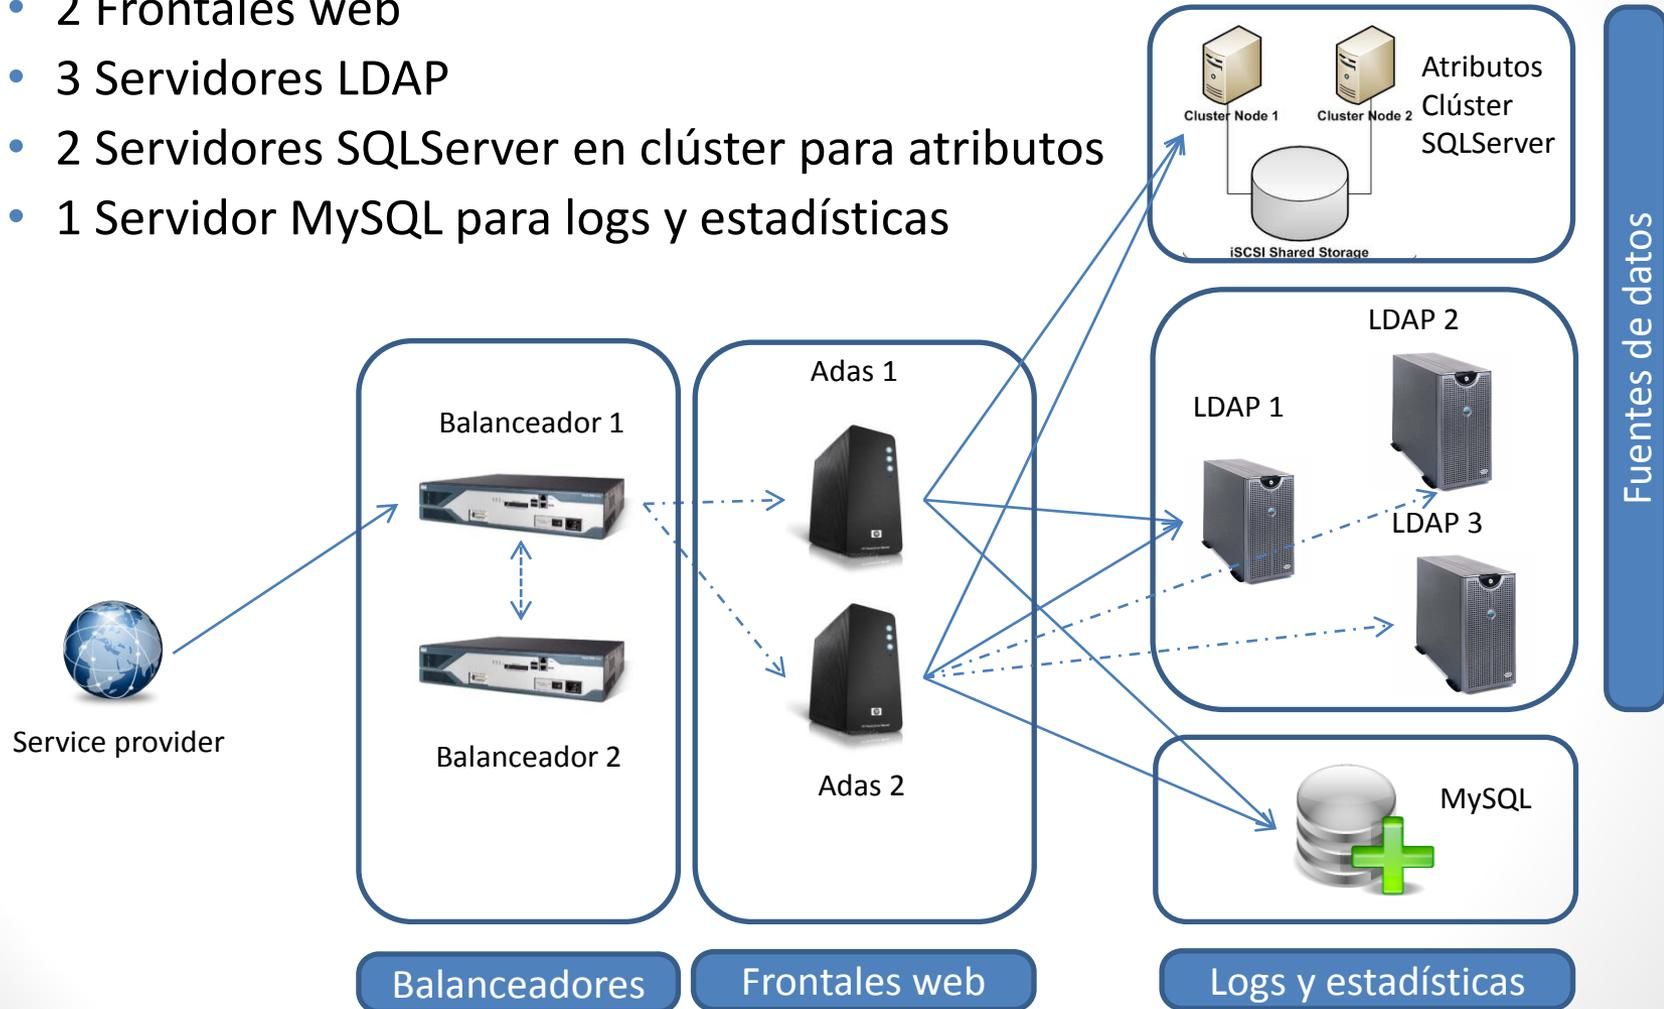 2 Frontales web
3 Servidores LDAP
2 Servidores SQLServer en clúster para atributos
1 Servidor MySQL para logs y estadísticas
Cluster Node 1
Cluster Node 2
Atributos
Clúster
SQLServer
iSCSI Shared Storage
Fuentes de datos
LDAP 2
LDAP 1
LDAP 3
Adas 1
Balanceador 1
Service provider
Balanceador 2
Adas 2
MySQL
Balanceadores
Frontales web
Logs y estadísticas